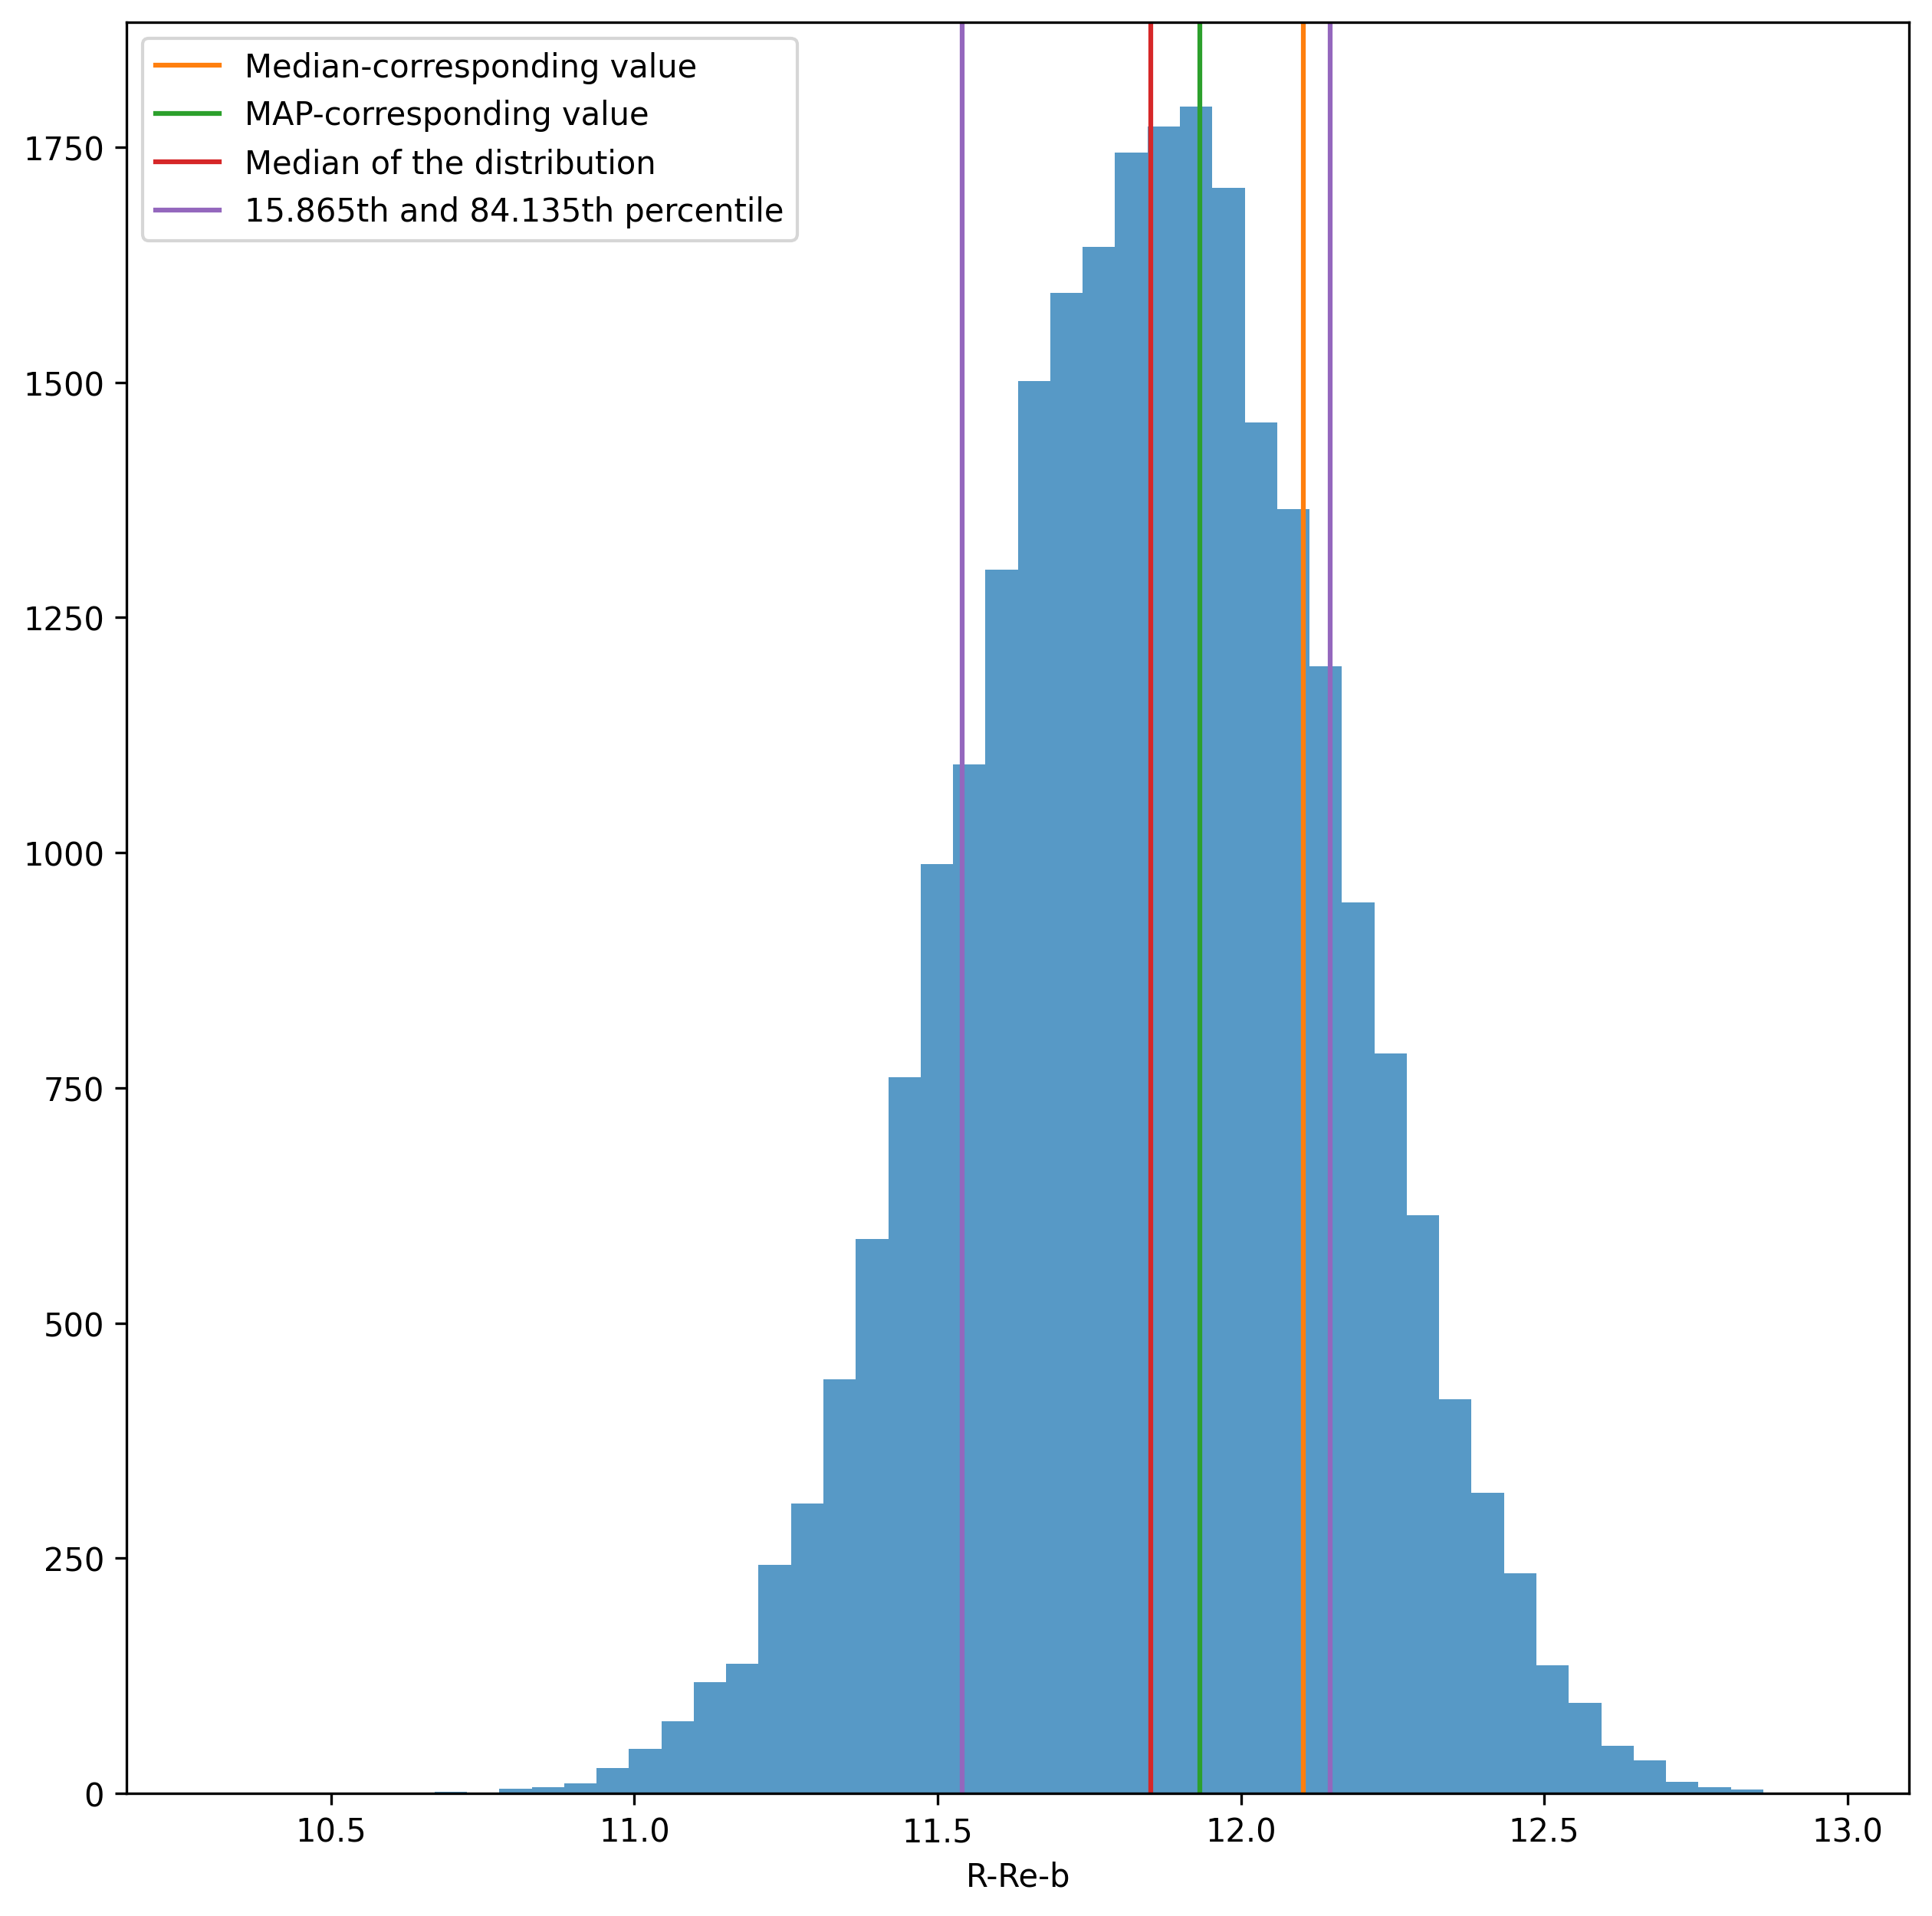 Median-corresponding value
MAP-corresponding value
Median of the distribution
15.865th and 84.135th percentile
1750
1500
1250
1000
750
500
250
0
10.5 11.0 11.5 12.0 12.5 13.0
R-Re-b